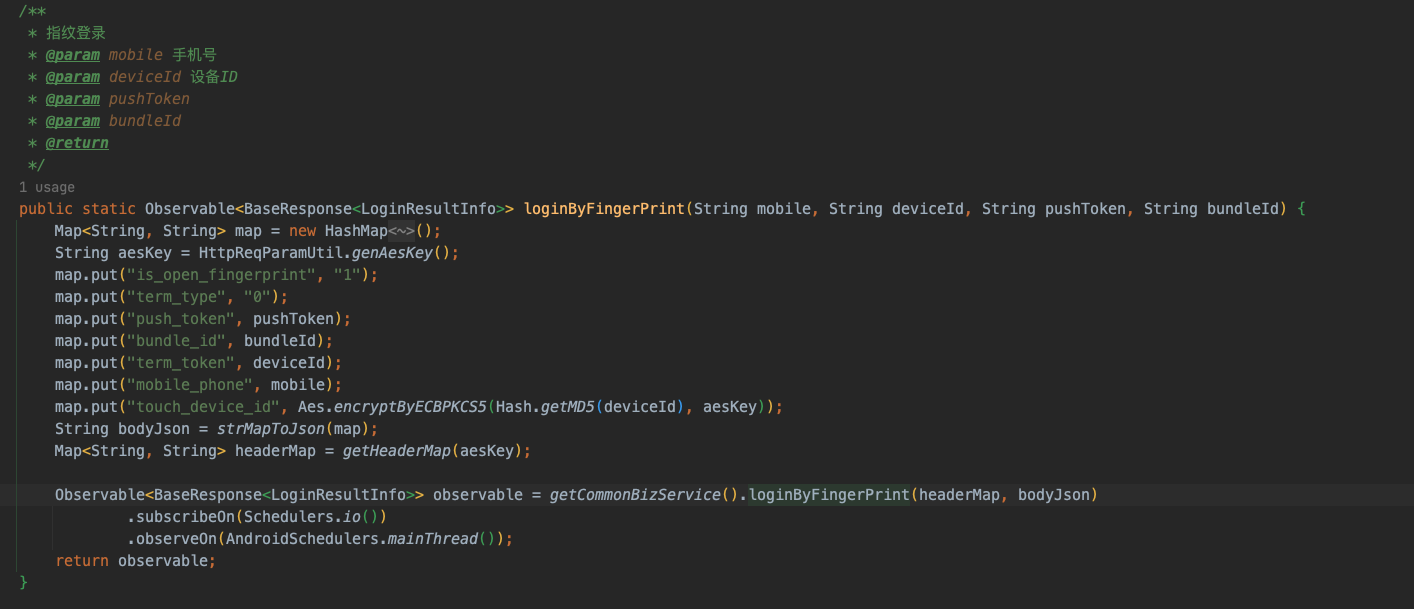 /**
 * 指纹登录
 * @param mobile 手机号
 * @param deviceId 设备ID
 * @param pushToken
 * @param bundleId
 * @return
 */
1 usage
public static Observable<BaseResponse<LoginResultInfo>> loginByFingerPrint(String mobile, String deviceId, String pushToken, String bundleId) {
    Map<String, String> map = new HashMap<~>();
    String aesKey = HttpReqParamUtil.genAesKey();
    map.put("is_open_fingerprint", "1");
    map.put("term_type", "0");
    map.put("push_token", pushToken);
    map.put("bundle_id", bundleId);
    map.put("term_token", deviceId);
    map.put("mobile_phone", mobile);
    map.put("touch_device_id", Aes.encryptByECBPKCS5(Hash.getMD5(deviceId), aesKey));
    String bodyJson = strMapToJson(map);
    Map<String, String> headerMap = getHeaderMap(aesKey);

    Observable<BaseResponse<LoginResultInfo>> observable = getCommonBizService().loginByFingerPrint(headerMap, bodyJson)
            .subscribeOn(Schedulers.io())
            .observeOn(AndroidSchedulers.mainThread());
    return observable;
}